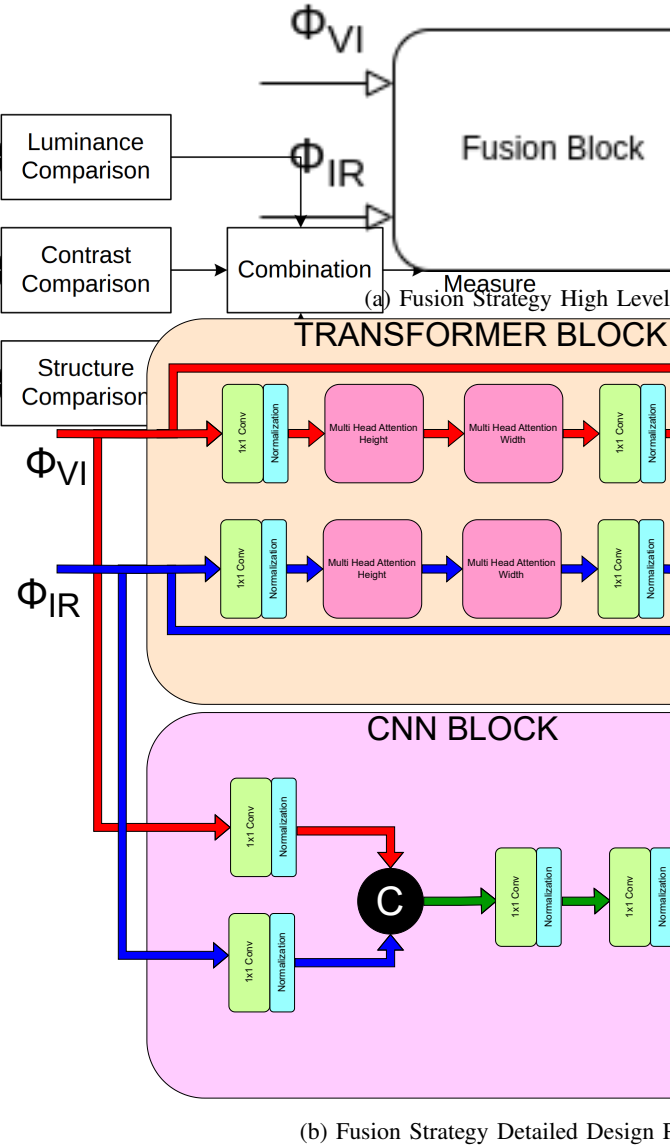 Φ_VI
Fusion Block
Luminance
Comparison
Φ_IR
Contrast
Comparison
Combination
Measure
(a) Fusion Strategy High Level
Structure
Comparison
TRANSFORMER BLOCK
1x1 Conv
Normalization
Multi Head Attention
Height
Multi Head Attention
Width
1x1 Conv
Normalization
Φ_VI
1x1 Conv
Normalization
Multi Head Attention
Height
Multi Head Attention
Width
1x1 Conv
Normalization
Φ_IR
CNN BLOCK
1x1 Conv
Normalization
C
1x1 Conv
Normalization
1x1 Conv
Normalization
1x1 Conv
Normalization
(b) Fusion Strategy Detailed Design